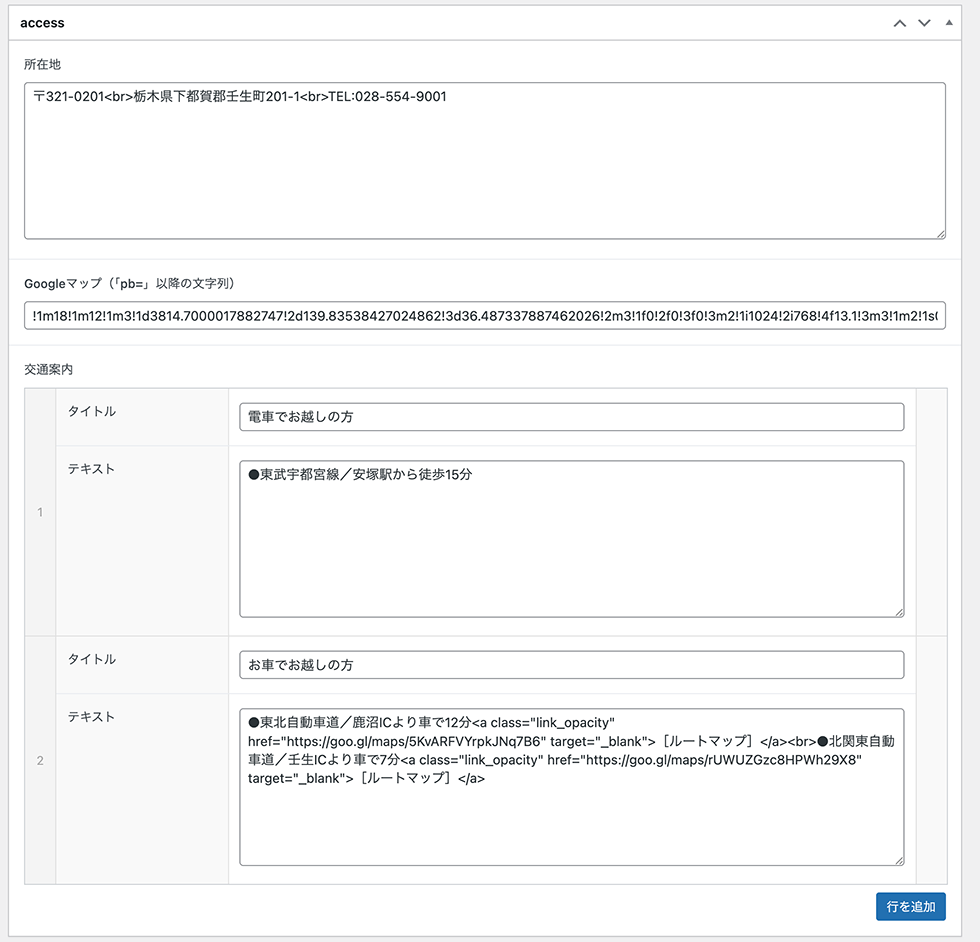 access
所在地
〒321-0201<br>栃木県下都賀郡壬生町201-1<br>TEL:028-554-9001
Googleマップ（「pb=」以降の文字列）
!1m18!1m12!1m3!1d3814.7000017882747!2d139.83538427024862!3d36.487337887462026!2m3!1f0!2f0!3f0!3m2!1i1024!2i768!4f13.1!3m3!1m2!1s
交通案内
タイトル
電車でお越しの方
テキスト
●東武宇都宮線／安塚駅から徒歩15分
1
タイトル
お車でお越しの方
テキスト
●東北自動車道／鹿沼ICより車で12分<a class="link_opacity"
href="https://goo.gl/maps/5KvARFVYrpkJNq7B6" target="_blank">［ルートマップ］</a><br>●北関東自動
車道／壬生ICより車で7分<a class="link_opacity" href="https://goo.gl/maps/rUWUZGzc8HPWh29X8"
target="_blank">［ルートマップ］</a>
2
行を追加